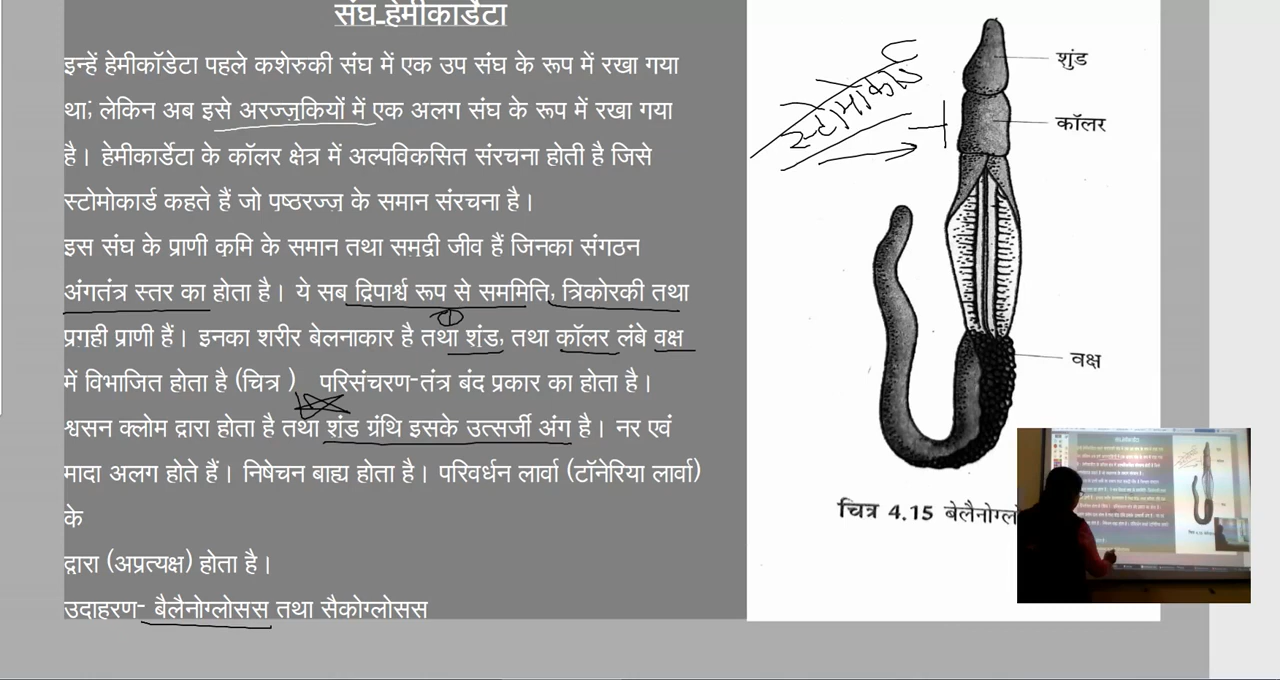 संघ-हेमीकार्डेटा
इन्हें हेमीकॉडेटा पहले कशेरुकी संघ में एक उप संघ के रूप में रखा गया
था; लेकिन अब इसे अरज्जुकियों में एक अलग संघ के रूप में रखा गया
है। हेमीकार्डेटा के कॉलर क्षेत्र में अल्पविकसित संरचना होती है जिसे
स्टोमोकार्ड कहते हैं जो पृष्ठरज्जु के समान संरचना है।
इस संघ के प्राणी कृमि के समान तथा समुद्री जीव हैं जिनका संगठन
अंगतंत्र स्तर का होता है। ये सब द्विपार्श्व रूप से सममिति, त्रिकोरकी तथा
प्रगुही प्राणी हैं। इनका शरीर बेलनाकार है तथा शुंड, तथा कॉलर लंबे वक्ष
में विभाजित होता है (चित्र ) परिसंचरण-तंत्र बंद प्रकार का होता है।
श्वसन क्लोम द्वारा होता है तथा शुंड ग्रंथि इसके उत्सर्जी अंग है। नर एवं
मादा अलग होते हैं। निषेचन बाह्य होता है। परिवर्धन लार्वा (टॉनेरिया लार्वा)
के
द्वारा (अप्रत्यक्ष) होता है।
उदाहरण- बैलैनोग्लोसस तथा सैकोग्लोसस
स्टोमोकार्ड
शुंड
कॉलर
वक्ष
चित्र 4.15